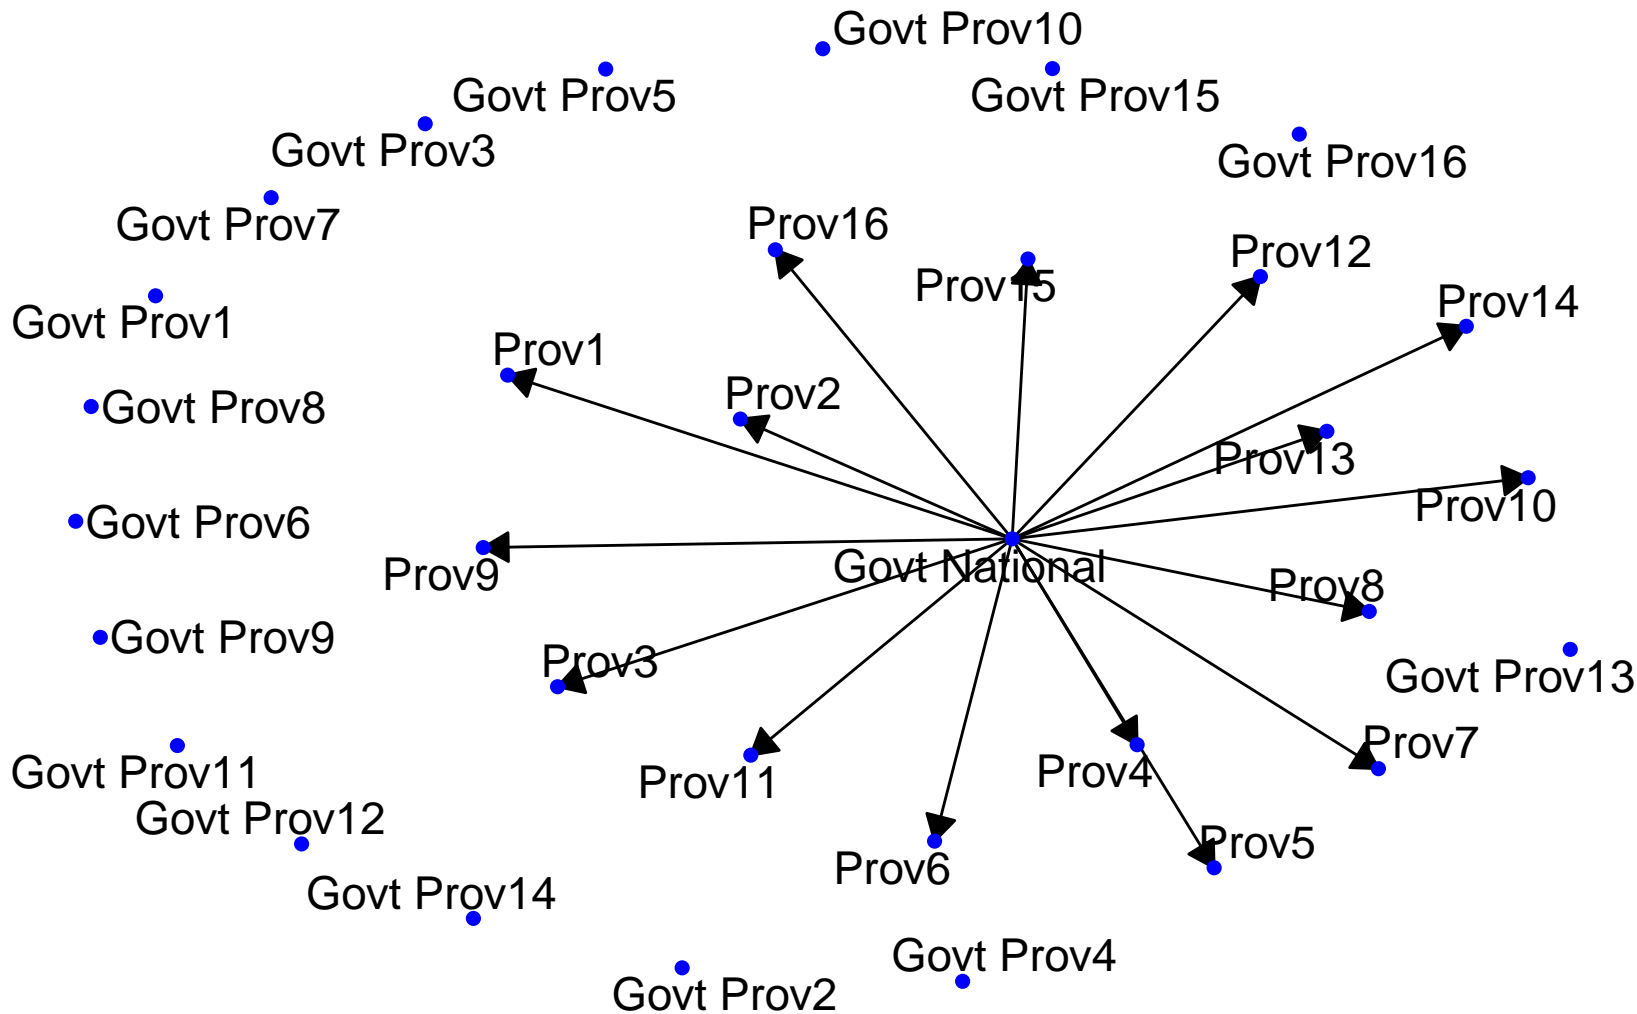 Govt Prov10
Govt Prov5
Govt Prov15
Govt Prov3
Govt Prov16
Govt Prov7
Prov16
Prov12
Prov15
Prov14
Govt Prov1
Prov1
Prov2
Govt Prov8
Prov13
Prov10
Govt Prov6
Govt National
Prov9
Prov8
Govt Prov9
Prov3
Govt Prov13
Prov7
Govt Prov11
Prov11
Prov4
Govt Prov12
Prov5
Prov6
Govt Prov14
Govt Prov4
Govt Prov2